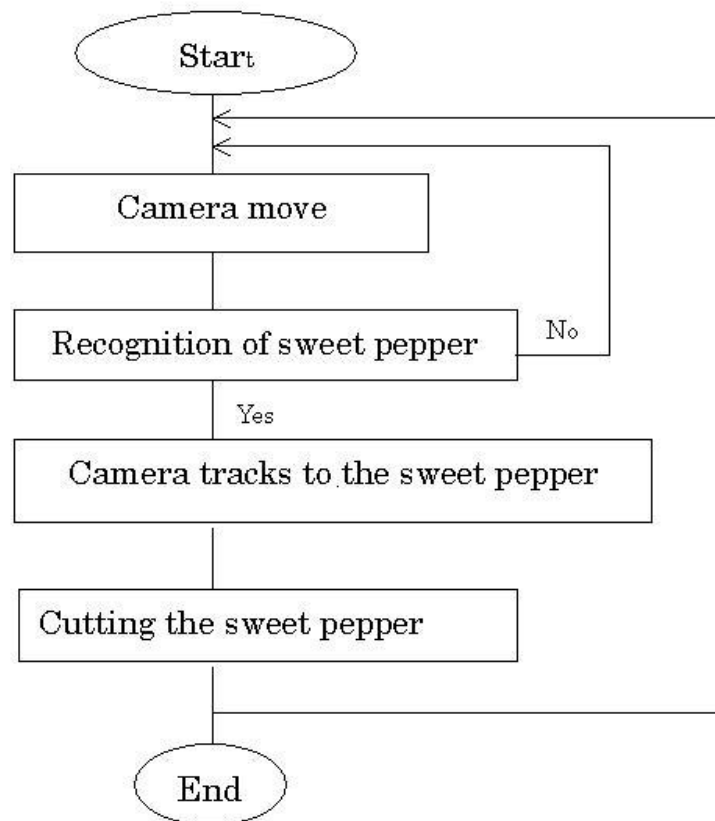 Start
Camera move
Recognition of sweet pepper
No
Yes
Camera tracks to the sweet pepper
Cutting the sweet pepper
End